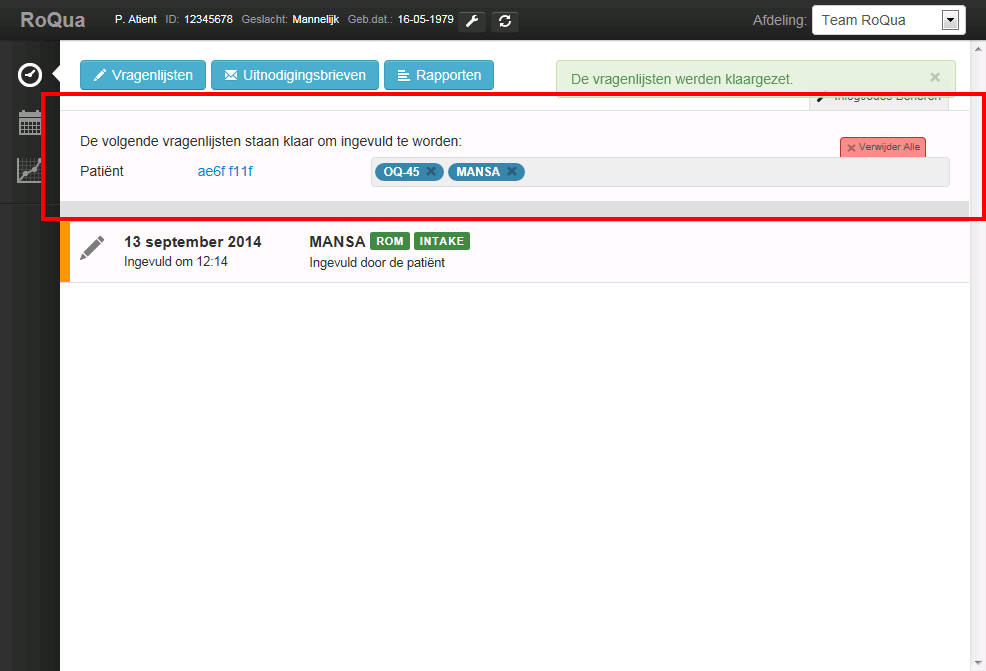 RoQua P. Atient ID: 12345678 Geslacht: Mannelijk Geb.dat.: 16-05-1979 Afdeling: Team RoQua
Vragenlijsten Uitnodigingsbrieven Rapporten De vragenlijsten werden klaargezet. ×
Inlogcodes Beheren
De volgende vragenlijsten staan klaar om ingevuld te worden:
Verwijder Alle
Patiënt ae6f f11f OQ-45 MANSA
13 september 2014 MANSA ROM INTAKE
Ingevuld om 12:14 Ingevuld door de patiënt